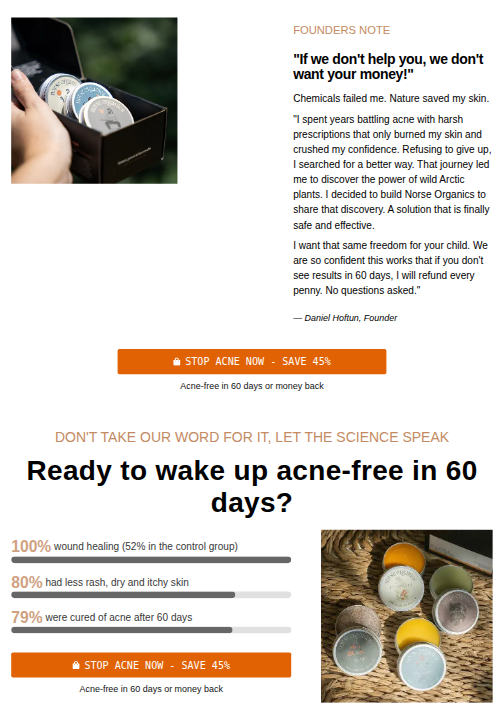 FOUNDERS NOTE
"If we don't help you, we don't
want your money!"
Chemicals failed me. Nature saved my skin.
"I spent years battling acne with harsh
prescriptions that only burned my skin and
crushed my confidence. Refusing to give up,
I searched for a better way. That journey led
me to discover the power of wild Arctic
plants. I decided to build Norse Organics to
share that discovery. A solution that is finally
safe and effective.
I want that same freedom for your child. We
are so confident this works that if you don't
see results in 60 days, I will refund every
penny. No questions asked."
— Daniel Hoftun, Founder
STOP ACNE NOW - SAVE 45%
Acne-free in 60 days or money back
DON'T TAKE OUR WORD FOR IT, LET THE SCIENCE SPEAK
Ready to wake up acne-free in 60
days?
100% wound healing (52% in the control group)
80% had less rash, dry and itchy skin
79% were cured of acne after 60 days
STOP ACNE NOW - SAVE 45%
Acne-free in 60 days or money back